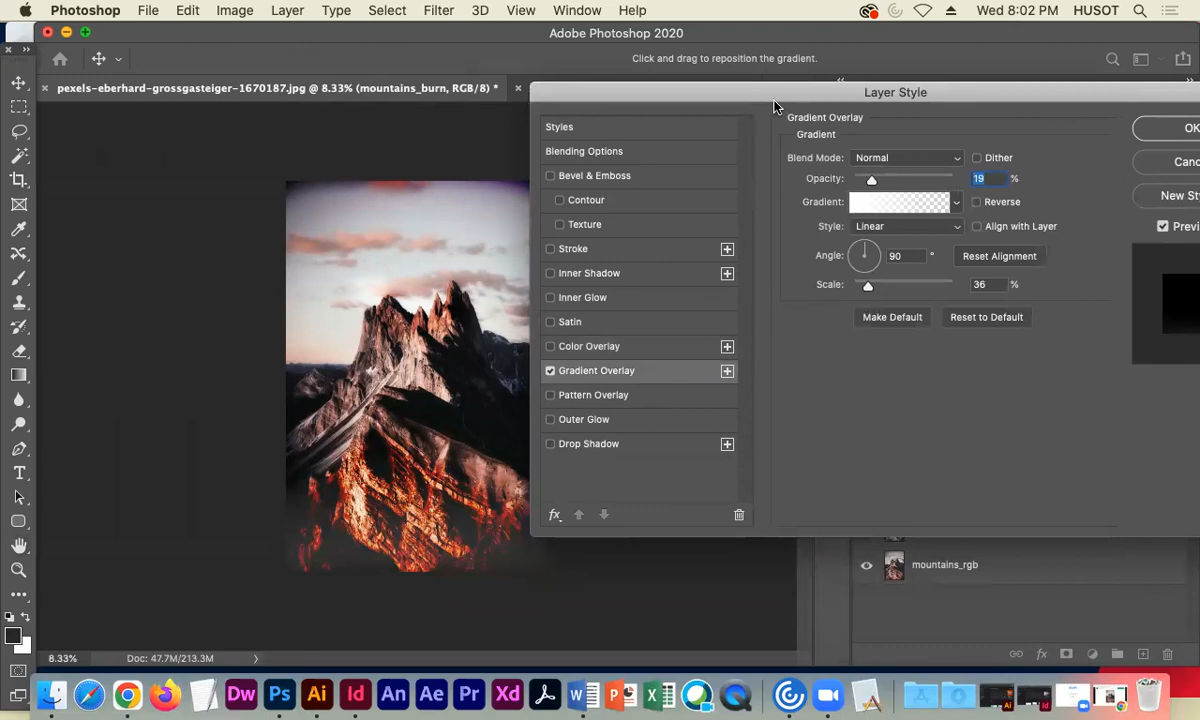 Photoshop File Edit Image Layer Type Select Filter 3D View Window Help Wed 8:02 PM HUSOT
Adobe Photoshop 2020
Click and drag to reposition the gradient.
pexels-eberhard-grossgasteiger-1670187.jpg @ 8.33% (mountains_burn, RGB/8) *
Layer Style
Styles
Blending Options
Bevel & Emboss
Contour
Texture
Stroke
Inner Shadow
Inner Glow
Satin
Color Overlay
Gradient Overlay
Pattern Overlay
Outer Glow
Drop Shadow
fx
Gradient Overlay
Gradient
Blend Mode: Normal Dither
Opacity: 19 %
Gradient: Reverse
Style: Linear Align with Layer
Angle: 90 ° Reset Alignment
Scale: 36 %
Make Default Reset to Default
OK
Canc
New Sty
Previ
mountains_rgb
fx
8.33% Doc: 47.7M/213.3M
Dw Ps Ai Id An Ae Pr Xd W P X